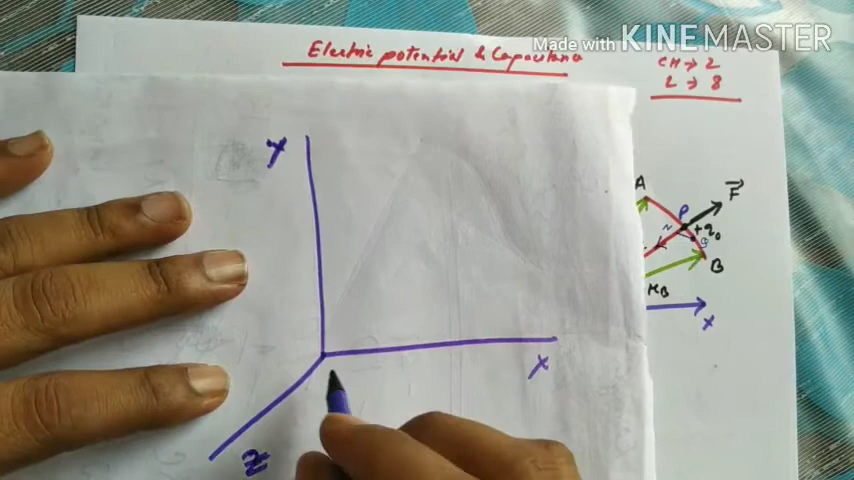 Electric potential & Capacitance
Made with KINEMASTER
CH → 2
L → 8
Y
X
Z
A
P
F
+q₀
B
X